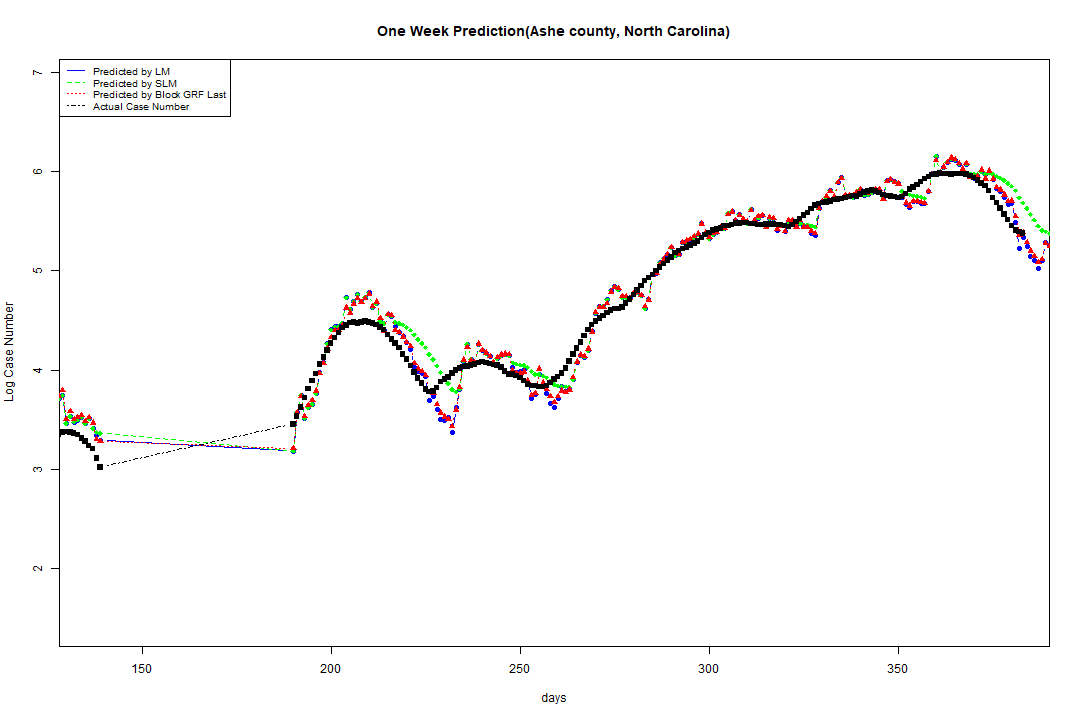 One Week Prediction(Ashe county, North Carolina)
Predicted by LM
Predicted by SLM
Predicted by Block GRF Last
Actual Case Number
7
6
5
4
3
2
Log Case Number
150 200 250 300 350
days